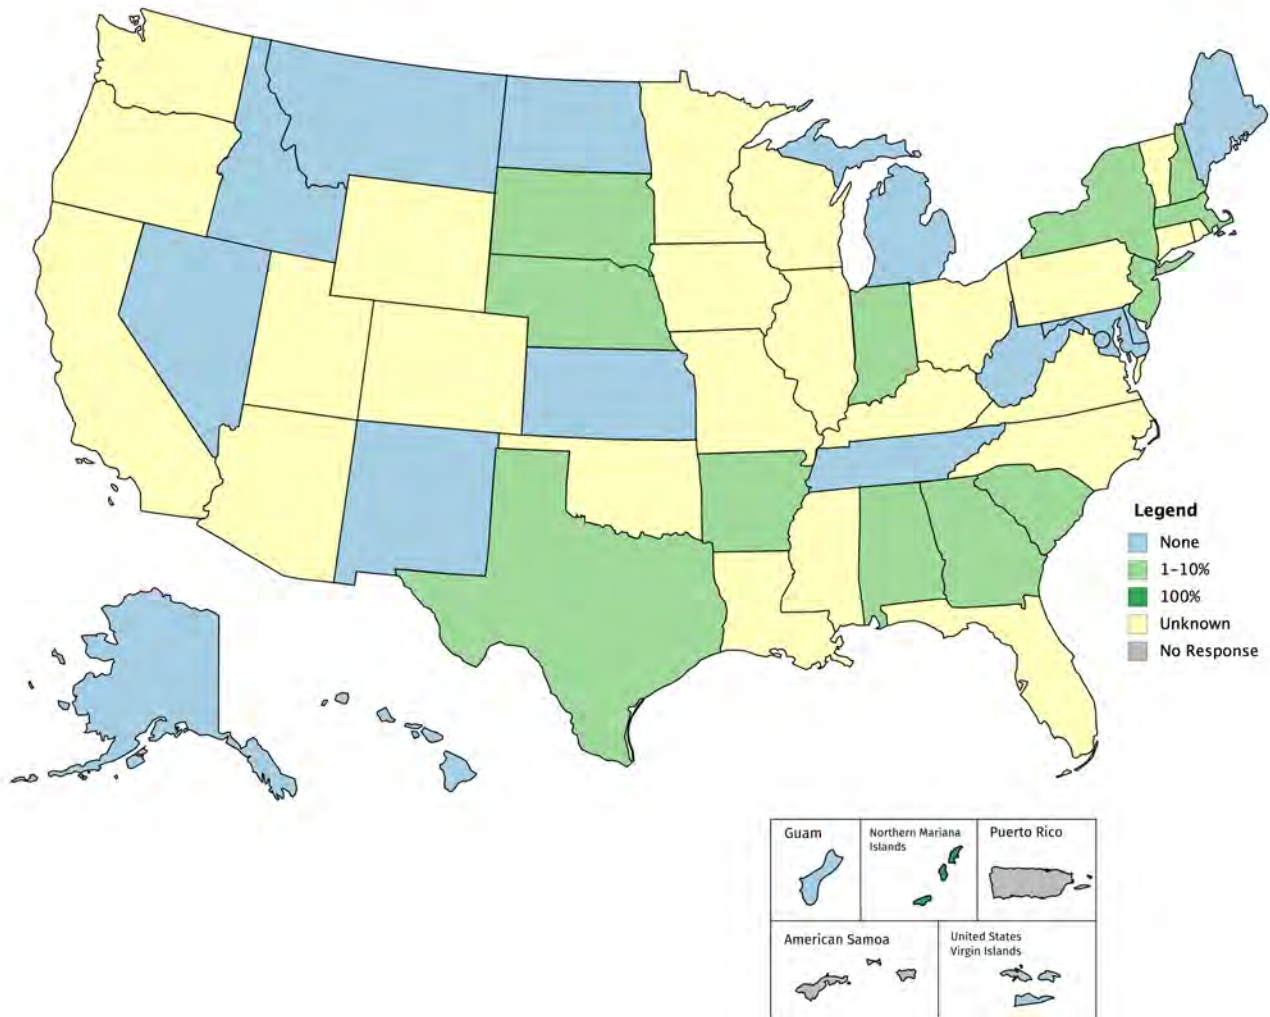 Legend
None
1–10%
100%
Unknown
No Response
Guam
Northern Mariana
Islands
Puerto Rico
American Samoa
United States
Virgin Islands